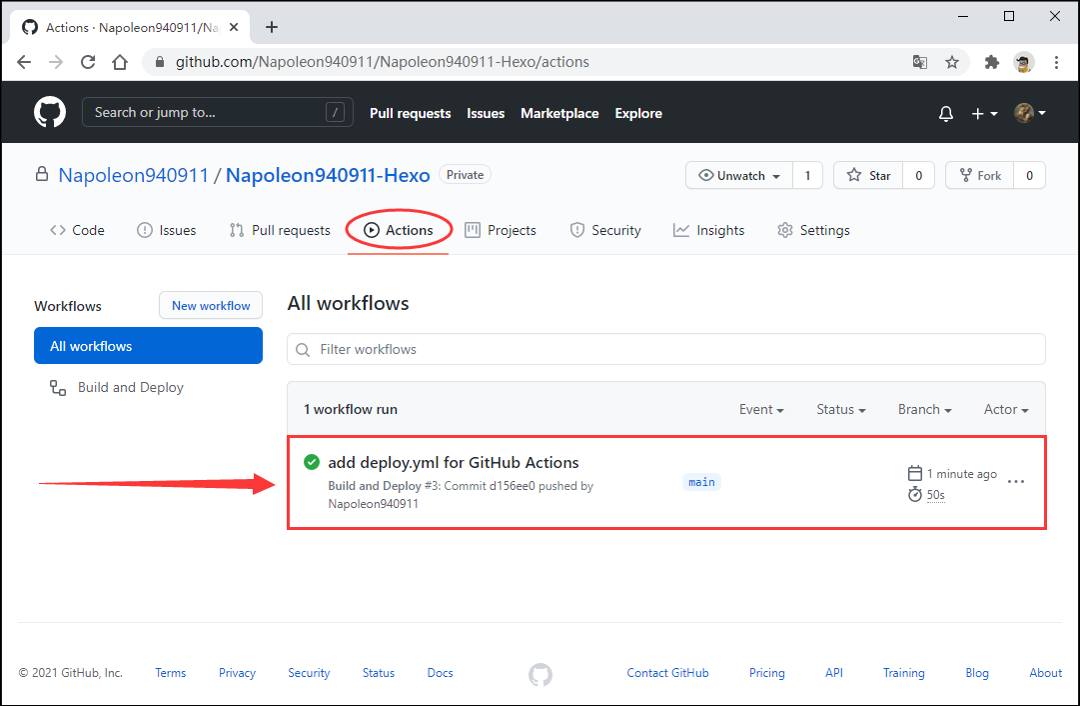 Actions · Napoleon940911/Na
github.com/Napoleon940911/Napoleon940911-Hexo/actions
Search or jump to... /
Pull requests Issues Marketplace Explore
Napoleon940911 / Napoleon940911-Hexo Private
Unwatch 1 Star 0 Fork 0
Code Issues Pull requests Actions Projects Security Insights Settings
Workflows New workflow
All workflows
Build and Deploy
All workflows
Filter workflows
1 workflow run Event Status Branch Actor
add deploy.yml for GitHub Actions
Build and Deploy #3: Commit d156ee0 pushed by
Napoleon940911
main
1 minute ago
50s
© 2021 GitHub, Inc. Terms Privacy Security Status Docs Contact GitHub Pricing API Training Blog About